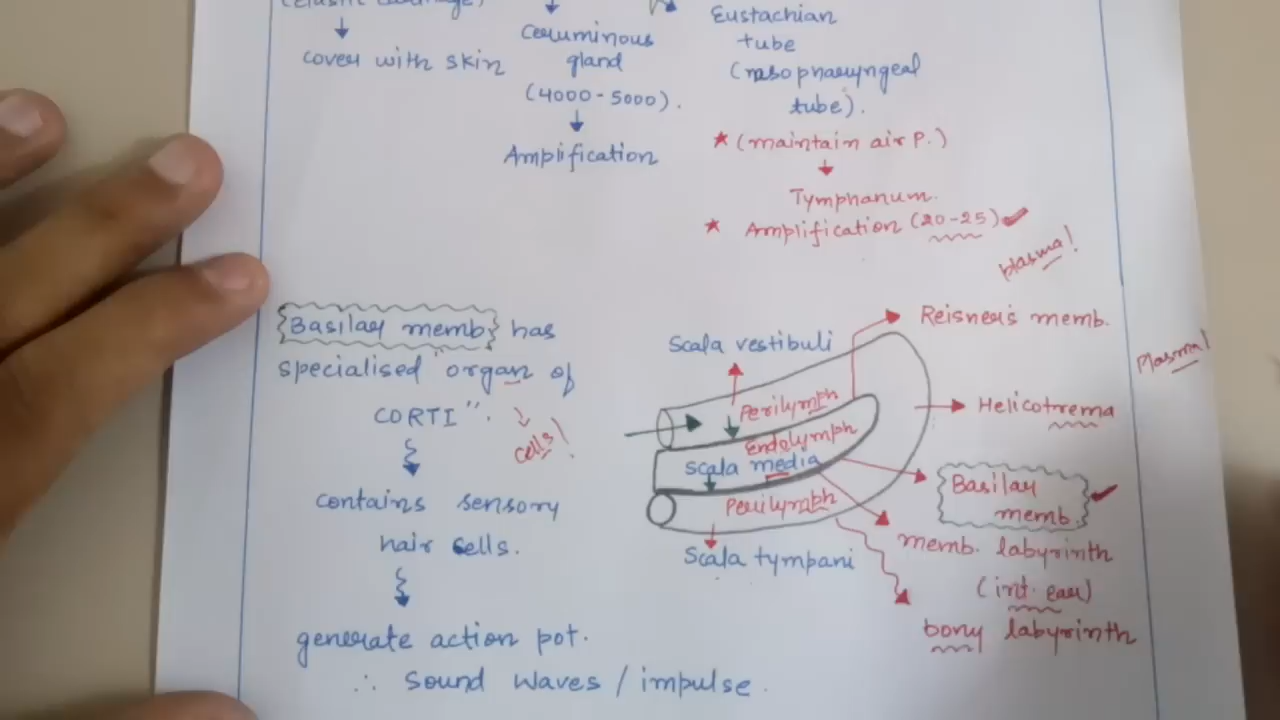 cover with skin
Ceruminous
gland
(4000-5000).
Amplification
Eustachian
tube
(nasopharyngeal
tube).
★ (maintain air P.)
Tymphanum.
★ Amplification (20-25)
plasma!
Basilar memb. has
specialised "organ of
CORTI".
cells!
contains sensory
hair cells.
generate action pot.
∴ sound waves / impulse.
Scala vestibuli
Reisner's memb.
Plasma!
Perilymph
Helicotrema
Endolymph
Scala media
Basilar
memb.
Perilymph
memb. labyrinth
Scala tympani
(int. ear)
bony labyrinth